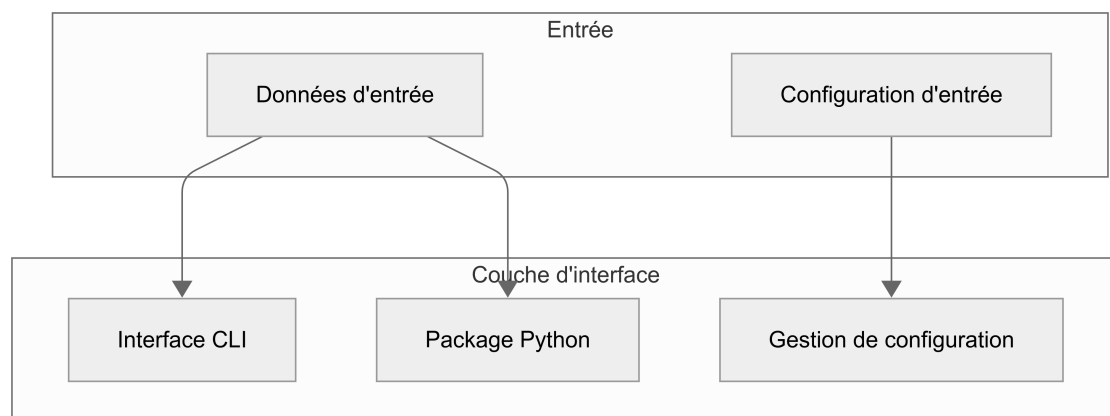 Entrée
Données d'entrée
Configuration d'entrée
Couche d'interface
Interface CLI
Package Python
Gestion de configuration